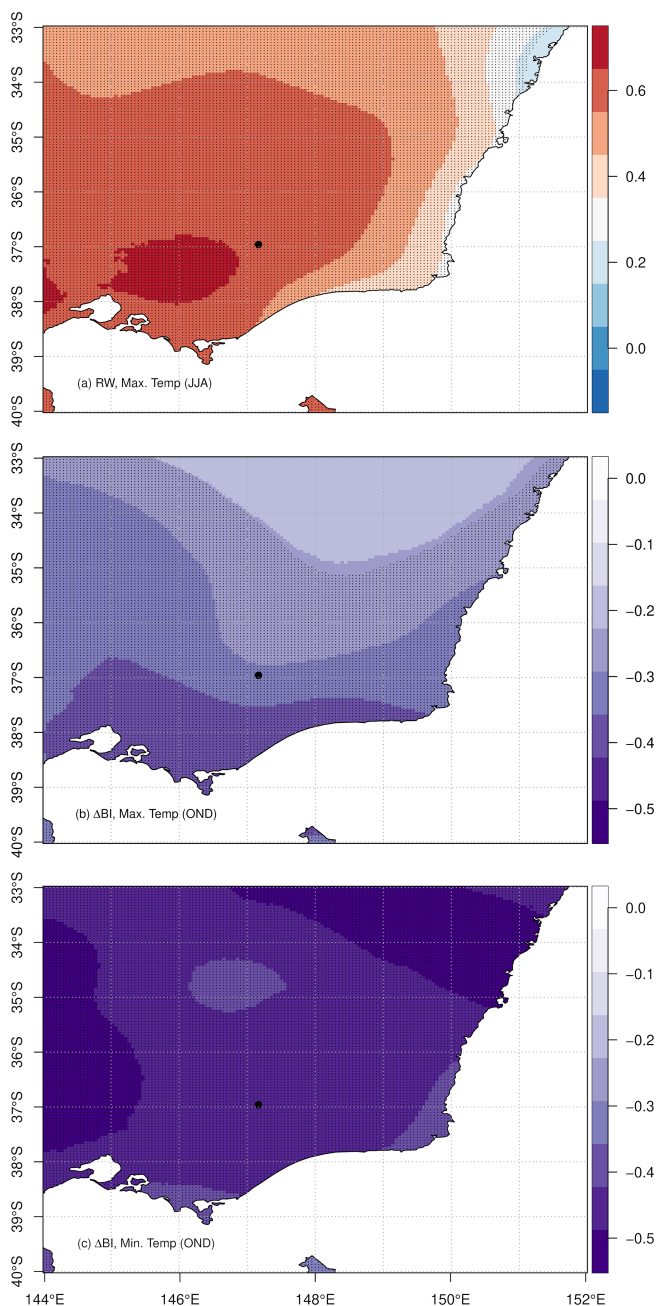 33°S
34°S
35°S
36°S
37°S
38°S
39°S
40°S
(a) RW, Max. Temp (JJA)
0.6
0.4
0.2
0.0
33°S
34°S
35°S
36°S
37°S
38°S
39°S
40°S
(b) ΔBI, Max. Temp (OND)
0.0
−0.1
−0.2
−0.3
−0.4
−0.5
33°S
34°S
35°S
36°S
37°S
38°S
39°S
40°S
(c) ΔBI, Min. Temp (OND)
0.0
−0.1
−0.2
−0.3
−0.4
−0.5
144°E 146°E 148°E 150°E 152°E